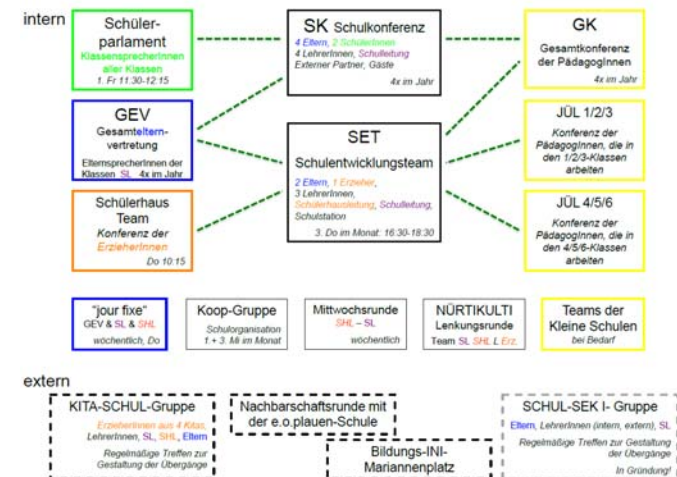 intern
Schüler-
parlament
KlassensprecherInnen
aller Klassen
1. Fr 11:30-12:15
SK Schulkonferenz
4 Eltern, 2 SchülerInnen
4 LehrerInnen, Schulleitung
Externer Partner, Gäste
4x im Jahr
GK
Gesamtkonferenz
der PädagogInnen
4x im Jahr
GEV
Gesamteltern-
vertretung
ElternsprecherInnen der
Klassen SL 4x im Jahr
SET
Schulentwicklungsteam
2 Eltern, 1 Erzieher,
3 LehrerInnen,
Schülerhausleitung, Schulleitung,
Schulstation
3. Do im Monat: 16:30-18:30
JÜL 1/2/3
Konferenz der
PädagogInnen, die in
den 1/2/3-Klassen
arbeiten
Schülerhaus
Team
Konferenz der
ErzieherInnen
Do 10:15
JÜL 4/5/6
Konferenz der
PädagogInnen, die in
den 4/5/6-Klassen
arbeiten
"jour fixe"
GEV & SL & SHL
wöchentlich, Do
Koop-Gruppe
Schulorganisation
1.+ 3. Mi im Monat
Mittwochsrunde
SHL – SL
wöchentlich
NÜRTIKULTI
Lenkungsrunde
Team SL SHL L Erz.
Teams der
Kleine Schulen
bei Bedarf
extern
KITA-SCHUL-Gruppe
ErzieherInnen aus 4 Kitas,
LehrerInnen, SL, SHL, Eltern
Regelmäßige Treffen zur
Gestaltung der Übergänge
Nachbarschaftsrunde mit
der e.o.plauen-Schule
Bildungs-INI-
Mariannenplatz
SCHUL-SEK I- Gruppe
Eltern, LehrerInnen (intern, extern), SL
Regelmäßige Treffen zur Gestaltung
der Übergänge
In Gründung!